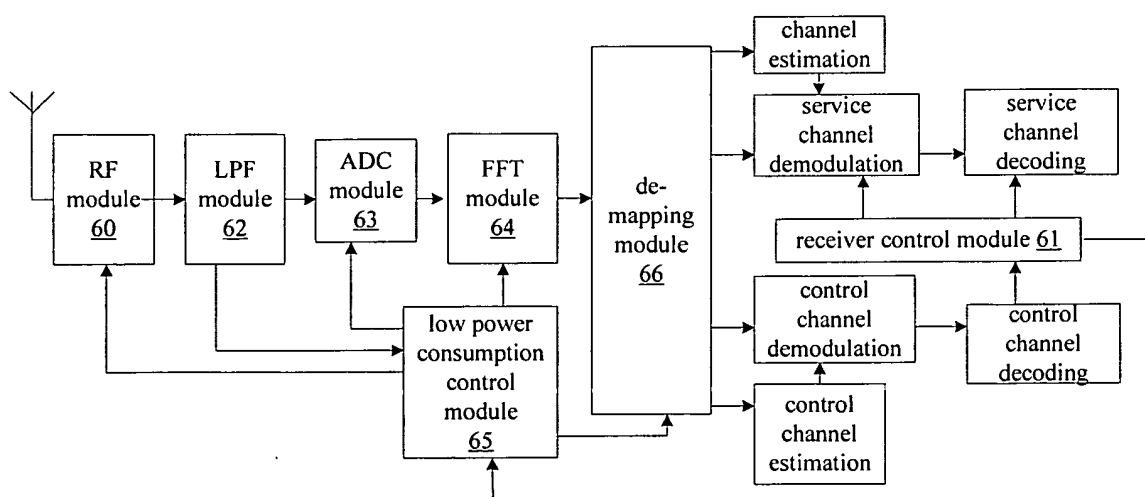 RF
module
60
LPF
module
62
ADC
module
63
FFT
module
64
low power
consumption
control
module
65
de-
mapping
module
66
channel
estimation
service
channel
demodulation
service
channel
decoding
receiver control module 61
control
channel
demodulation
control
channel
decoding
control
channel
estimation